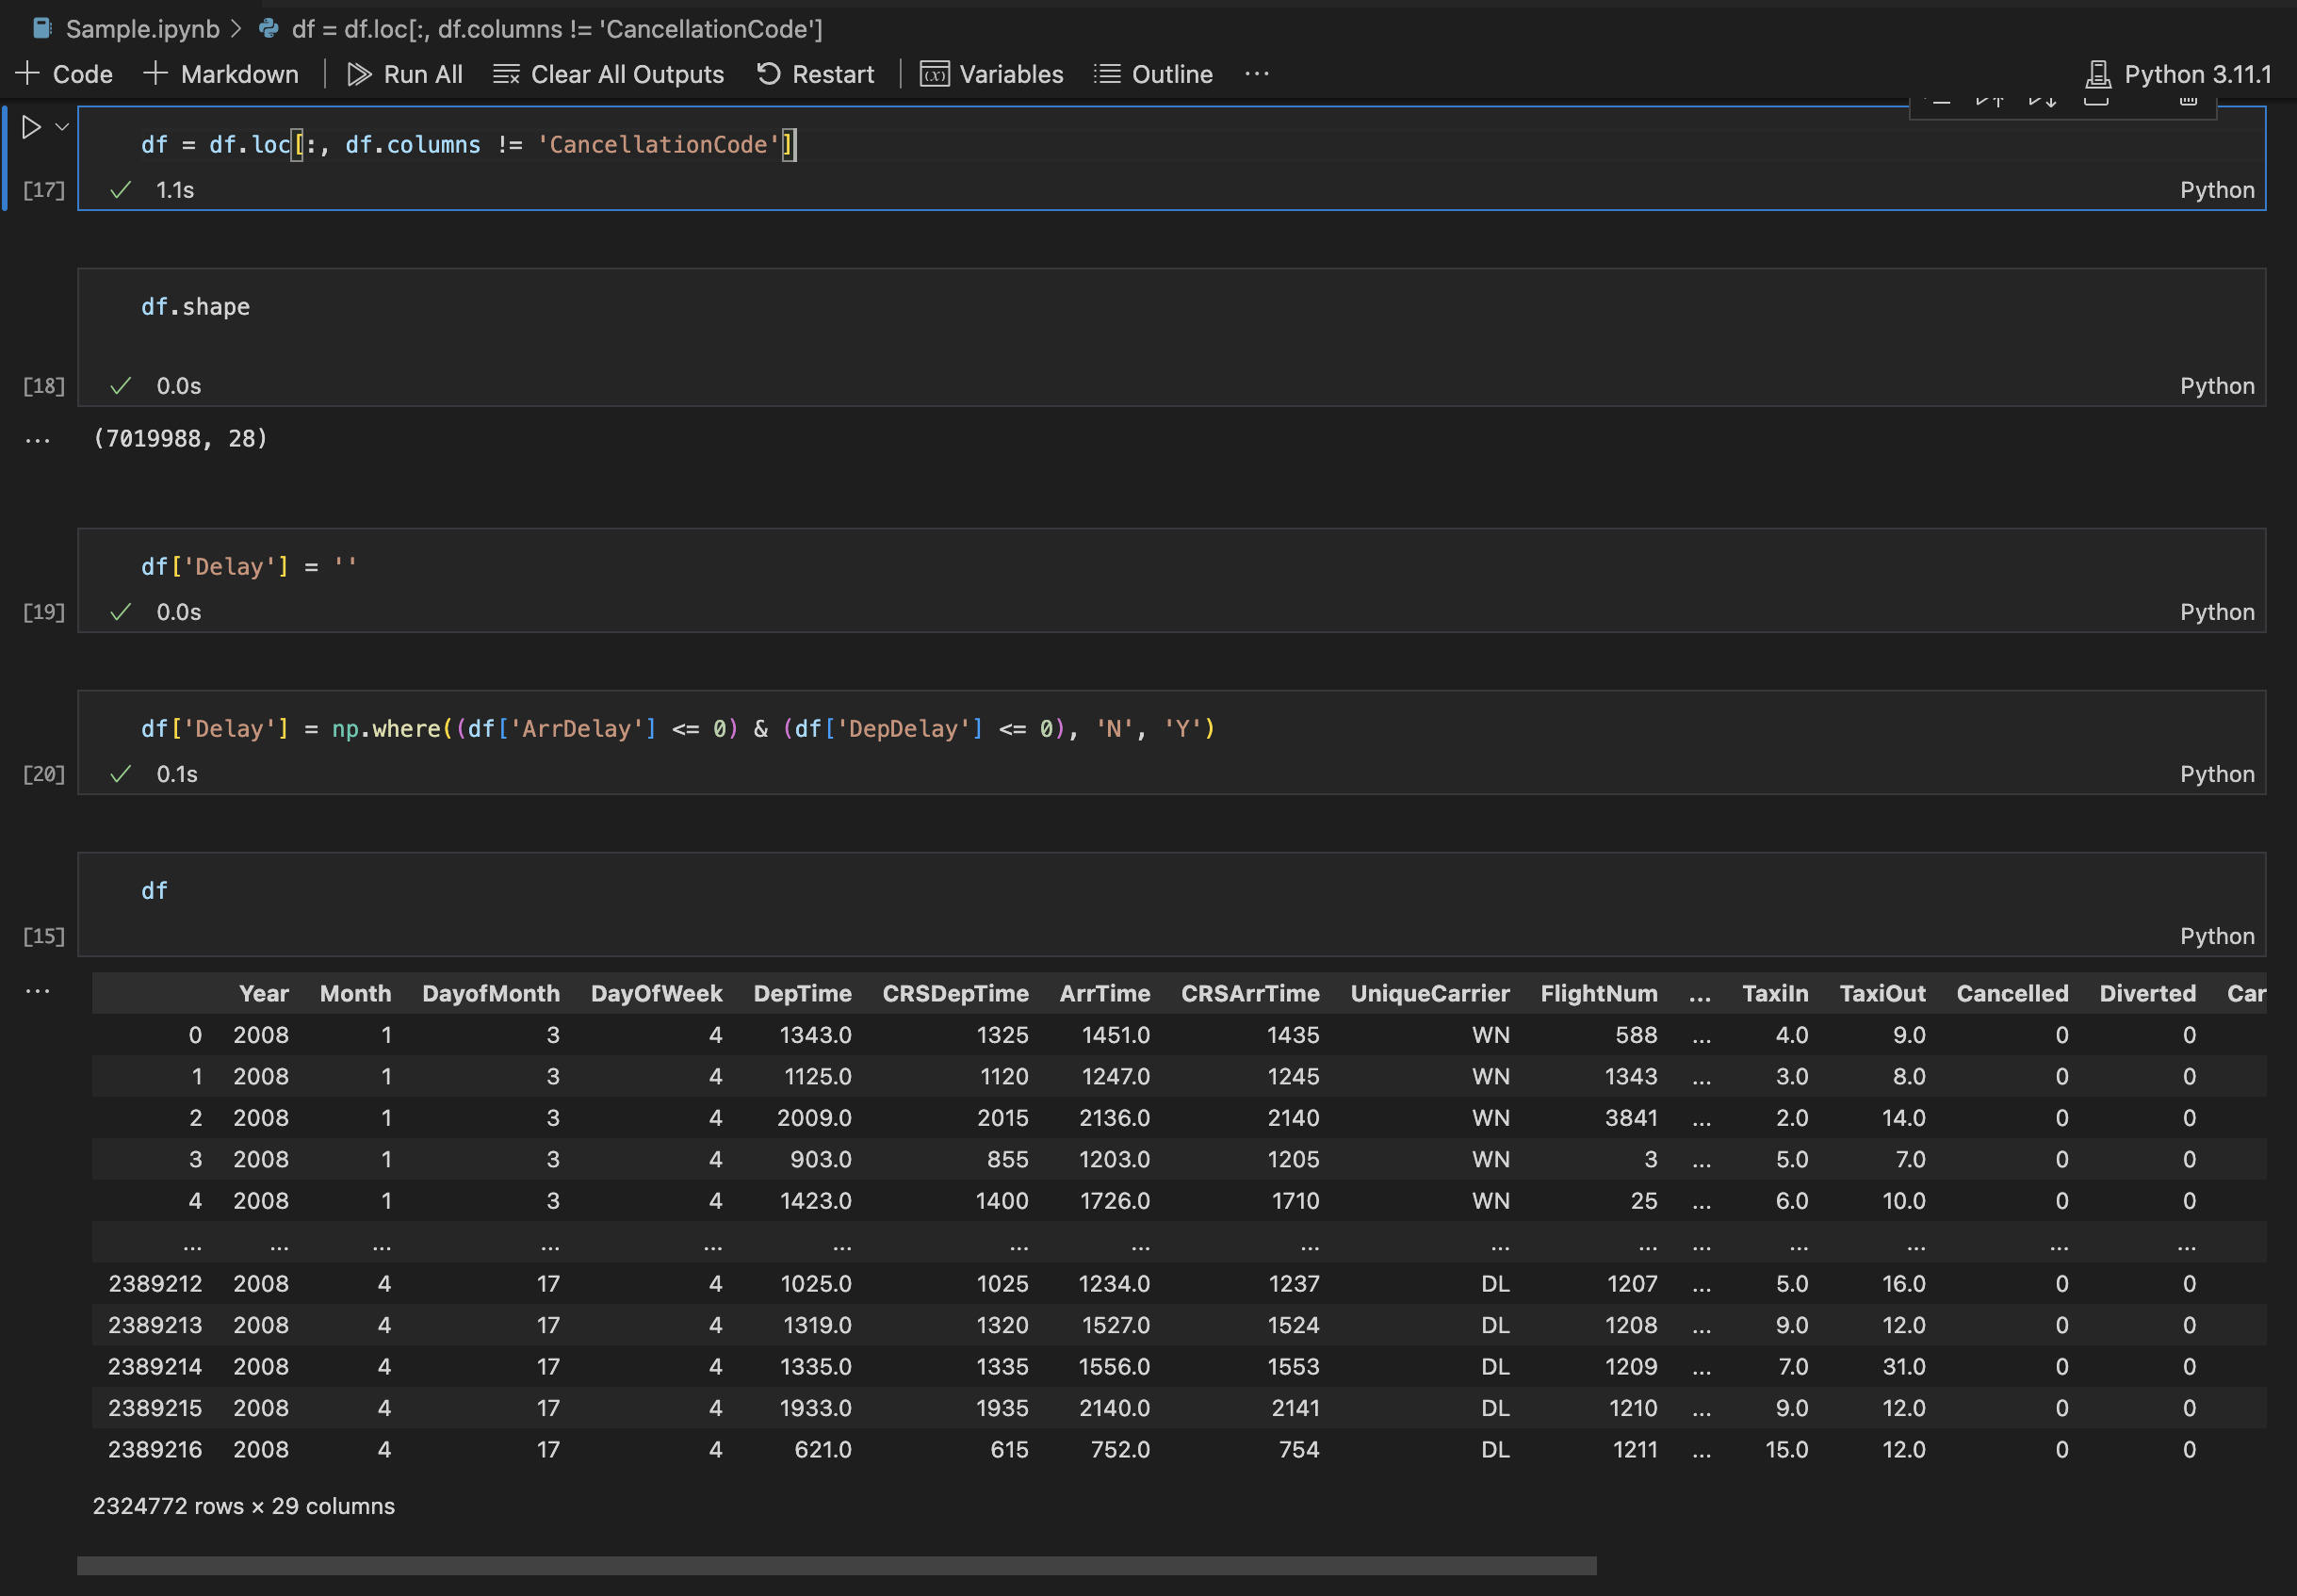 Sample.ipynb > df = df.loc[:, df.columns != 'CancellationCode']
+ Code + Markdown | Run All Clear All Outputs Restart | Variables Outline ... Python 3.11.1
df = df.loc[:, df.columns != 'CancellationCode']
[17] ✓ 1.1s Python
df.shape
[18] ✓ 0.0s Python
... (7019988, 28)
df['Delay'] = ''
[19] ✓ 0.0s Python
df['Delay'] = np.where((df['ArrDelay'] <= 0) & (df['DepDelay'] <= 0), 'N', 'Y')
[20] ✓ 0.1s Python
df
[15] Python
... Year Month DayofMonth DayOfWeek DepTime CRSDepTime ArrTime CRSArrTime UniqueCarrier FlightNum ... TaxiIn TaxiOut Cancelled Diverted Car
0 2008 1 3 4 1343.0 1325 1451.0 1435 WN 588 ... 4.0 9.0 0 0
1 2008 1 3 4 1125.0 1120 1247.0 1245 WN 1343 ... 3.0 8.0 0 0
2 2008 1 3 4 2009.0 2015 2136.0 2140 WN 3841 ... 2.0 14.0 0 0
3 2008 1 3 4 903.0 855 1203.0 1205 WN 3 ... 5.0 7.0 0 0
4 2008 1 3 4 1423.0 1400 1726.0 1710 WN 25 ... 6.0 10.0 0 0
... ... ... ... ... ... ... ... ... ... ... ... ... ... ... ...
2389212 2008 4 17 4 1025.0 1025 1234.0 1237 DL 1207 ... 5.0 16.0 0 0
2389213 2008 4 17 4 1319.0 1320 1527.0 1524 DL 1208 ... 9.0 12.0 0 0
2389214 2008 4 17 4 1335.0 1335 1556.0 1553 DL 1209 ... 7.0 31.0 0 0
2389215 2008 4 17 4 1933.0 1935 2140.0 2141 DL 1210 ... 9.0 12.0 0 0
2389216 2008 4 17 4 621.0 615 752.0 754 DL 1211 ... 15.0 12.0 0 0
2324772 rows × 29 columns